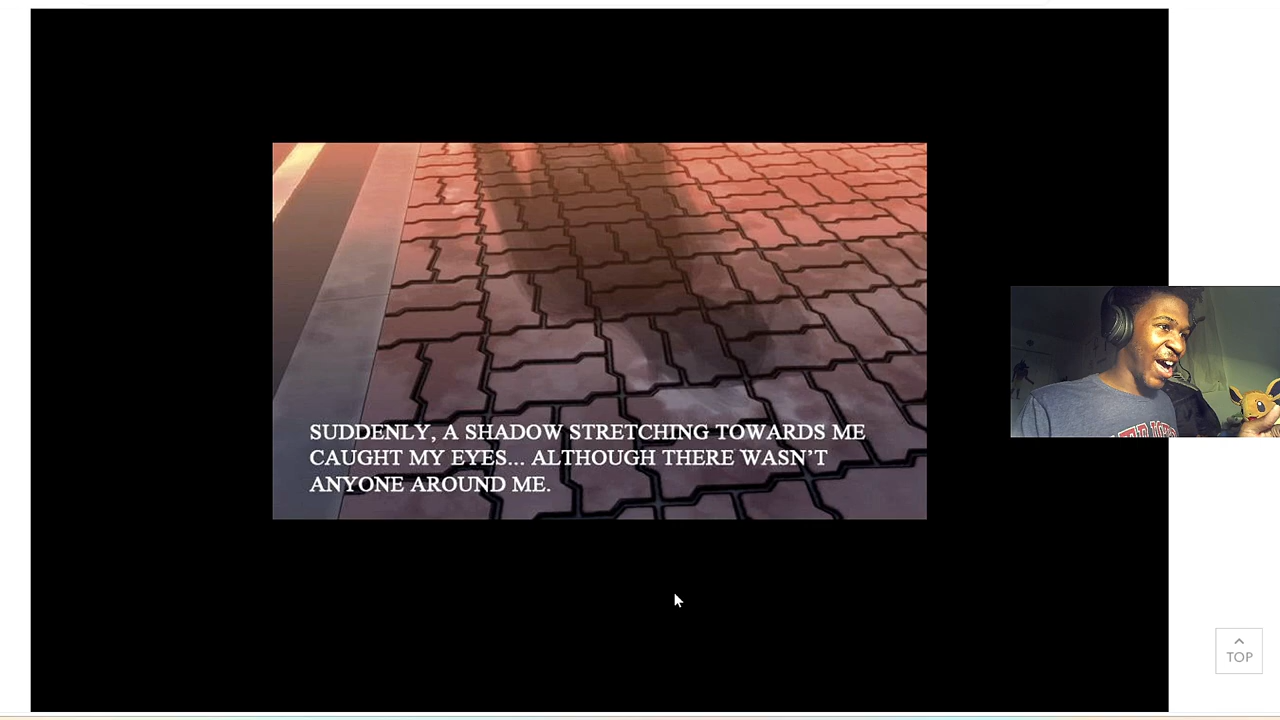 SUDDENLY, A SHADOW STRETCHING TOWARDS ME
CAUGHT MY EYES... ALTHOUGH THERE WASN'T
ANYONE AROUND ME.
TOP